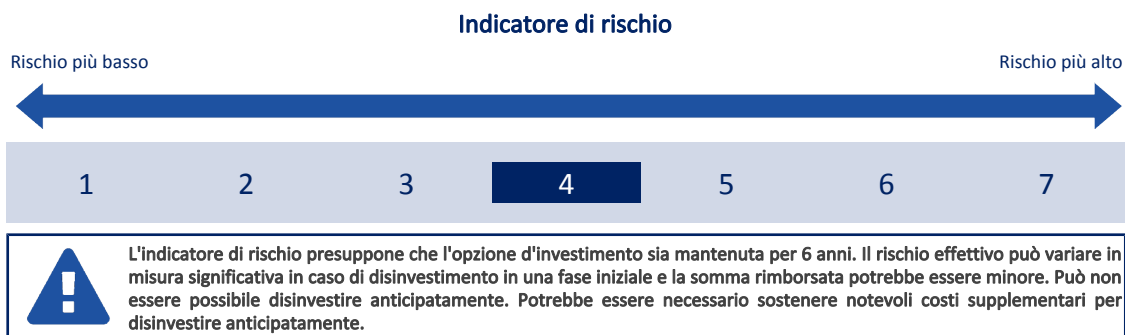 Indicatore di rischio
Rischio più basso Rischio più alto
1 2 3 4 5 6 7
L'indicatore di rischio presuppone che l'opzione d'investimento sia mantenuta per 6 anni. Il rischio effettivo può variare in
misura significativa in caso di disinvestimento in una fase iniziale e la somma rimborsata potrebbe essere minore. Può non
essere possibile disinvestire anticipatamente. Potrebbe essere necessario sostenere notevoli costi supplementari per
disinvestire anticipatamente.